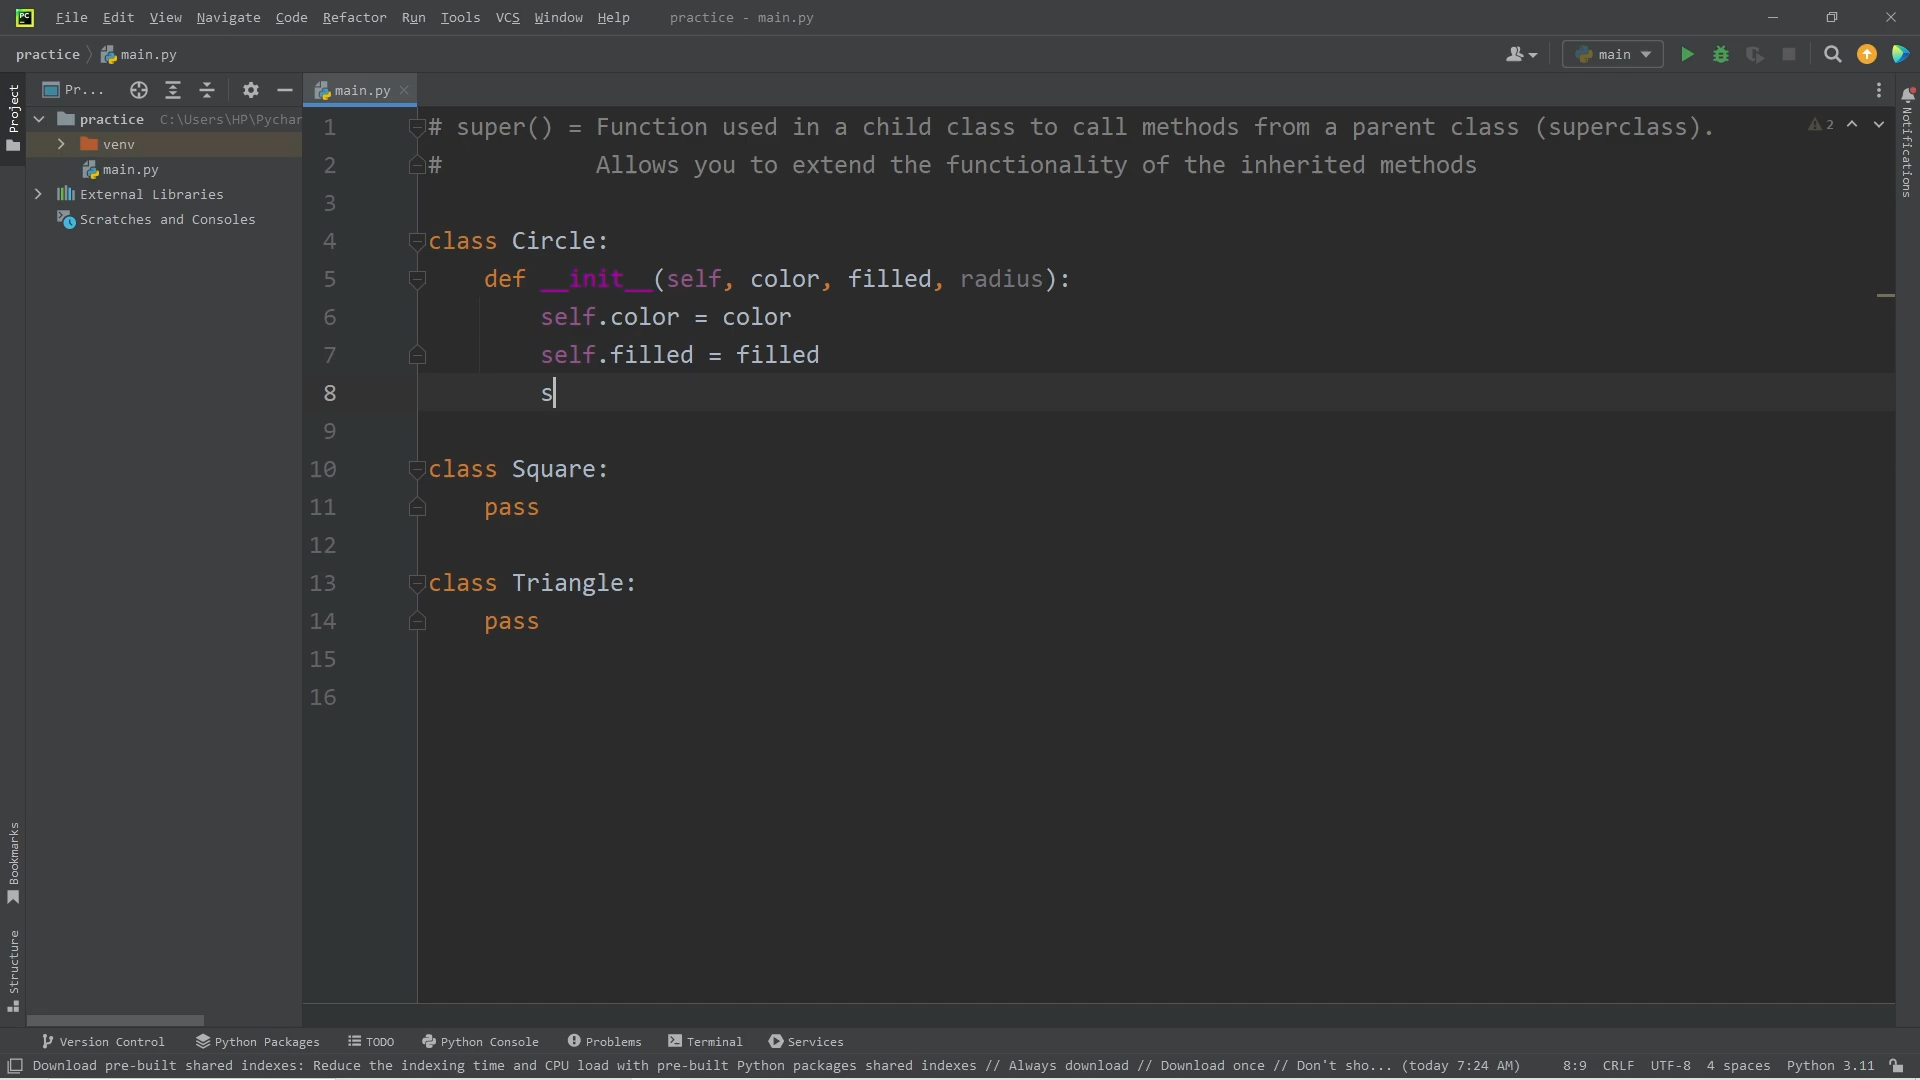 PC File Edit View Navigate Code Refactor Run Tools VCS Window Help practice - main.py
practice main.py main
Project Pr... main.py
practice C:\Users\HP\Pychar
venv
main.py
External Libraries
Scratches and Consoles
1 # super() = Function used in a child class to call methods from a parent class (superclass). 2
2 # Allows you to extend the functionality of the inherited methods
3
4 class Circle:
5 def __init__(self, color, filled, radius):
6 self.color = color
7 self.filled = filled
8 s
9
10 class Square:
11 pass
12
13 class Triangle:
14 pass
15
16
Notifications
Bookmarks
Structure
Version Control Python Packages TODO Python Console Problems Terminal Services
Download pre-built shared indexes: Reduce the indexing time and CPU load with pre-built Python packages shared indexes // Always download // Download once // Don't sho... (today 7:24 AM) 8:9 CRLF UTF-8 4 spaces Python 3.11